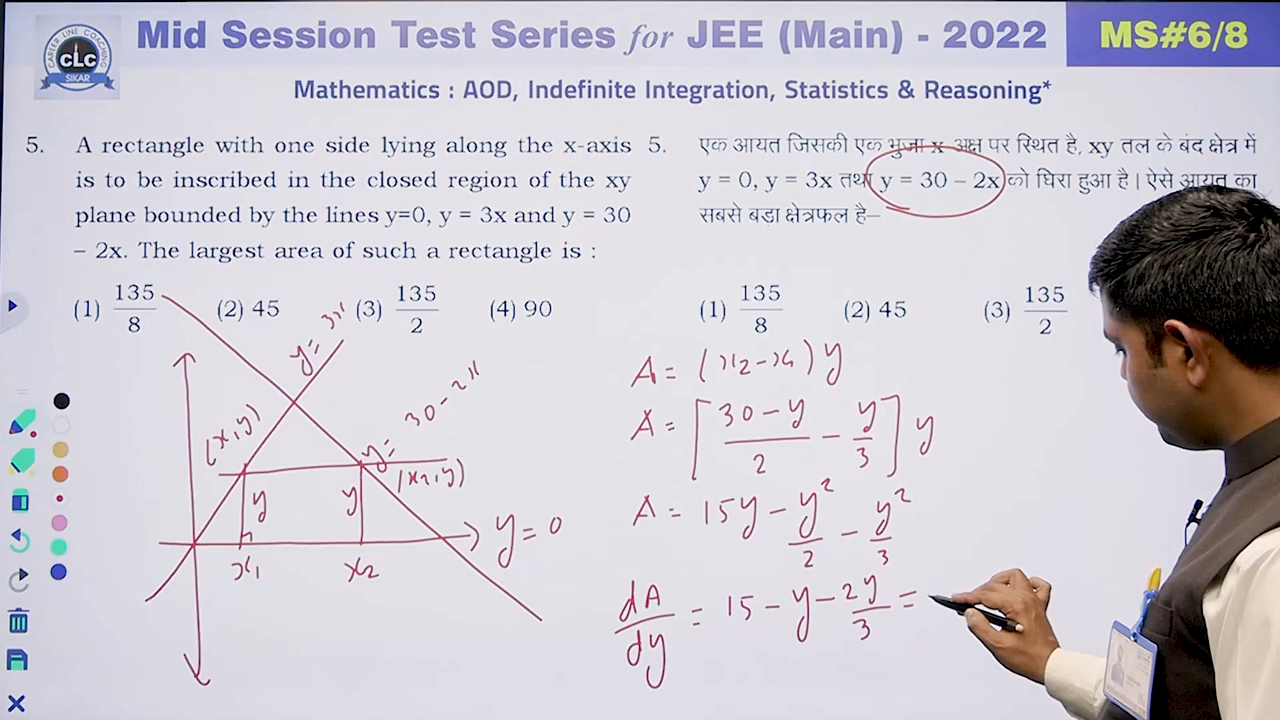 Mid Session Test Series for JEE (Main) - 2022
MS#6/8
CAREER LINE COACHING
CLC
SIKAR
Mathematics : AOD, Indefinite Integration, Statistics & Reasoning*
5. A rectangle with one side lying along the x-axis
is to be inscribed in the closed region of the xy
plane bounded by the lines y=0, y = 3x and y = 30
– 2x. The largest area of such a rectangle is :
(1) 135/8 (2) 45 (3) 135/2 (4) 90
5. एक आयत जिसकी एक भुजा x-अक्ष पर स्थित है, xy तल के बंद क्षेत्र में
y = 0, y = 3x तथा y = 30 – 2x को घिरा हुआ है। ऐसे आयत का
सबसे बड़ा क्षेत्रफल है–
(1) 135/8 (2) 45 (3) 135/2
y = 3x
y = 30 - 2x
(x,y)
(x2,y)
y
y
y = 0
x1
x2
A = (x2-x1) y
A = [30-y/2 - y/3] y
A = 15y - y²/2 - y²/3
dA/dy = 15 - y - 2y/3 =